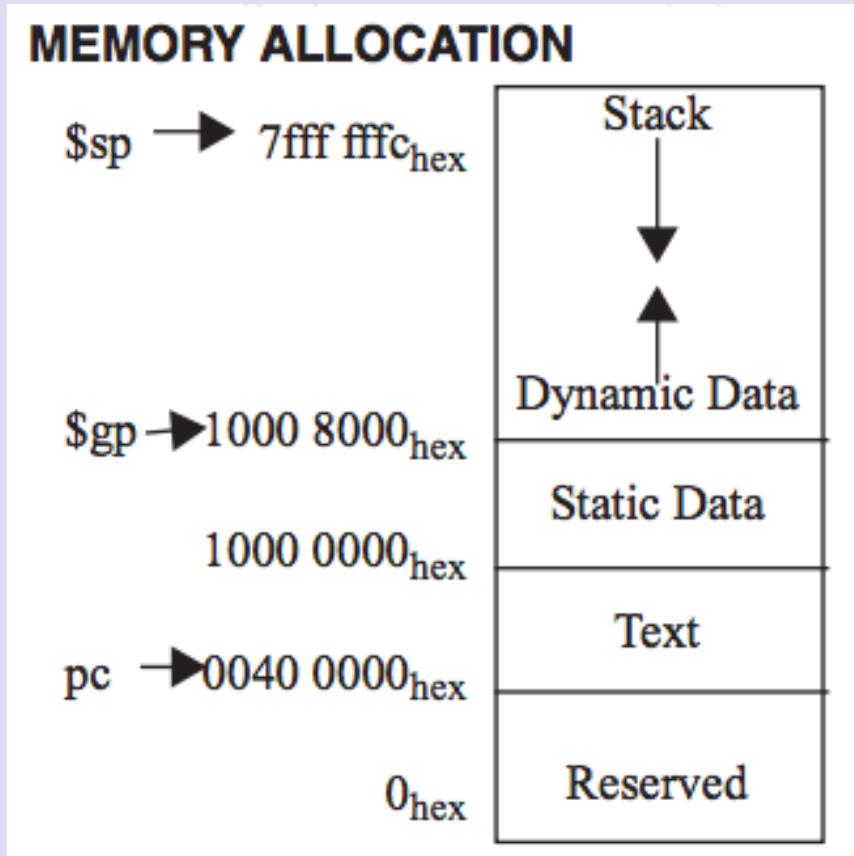 MEMORY ALLOCATION
$sp 7fff fffchex
Stack
Dynamic Data
$gp 1000 8000hex
Static Data
1000 0000hex
Text
pc 0040 0000hex
Reserved
0hex